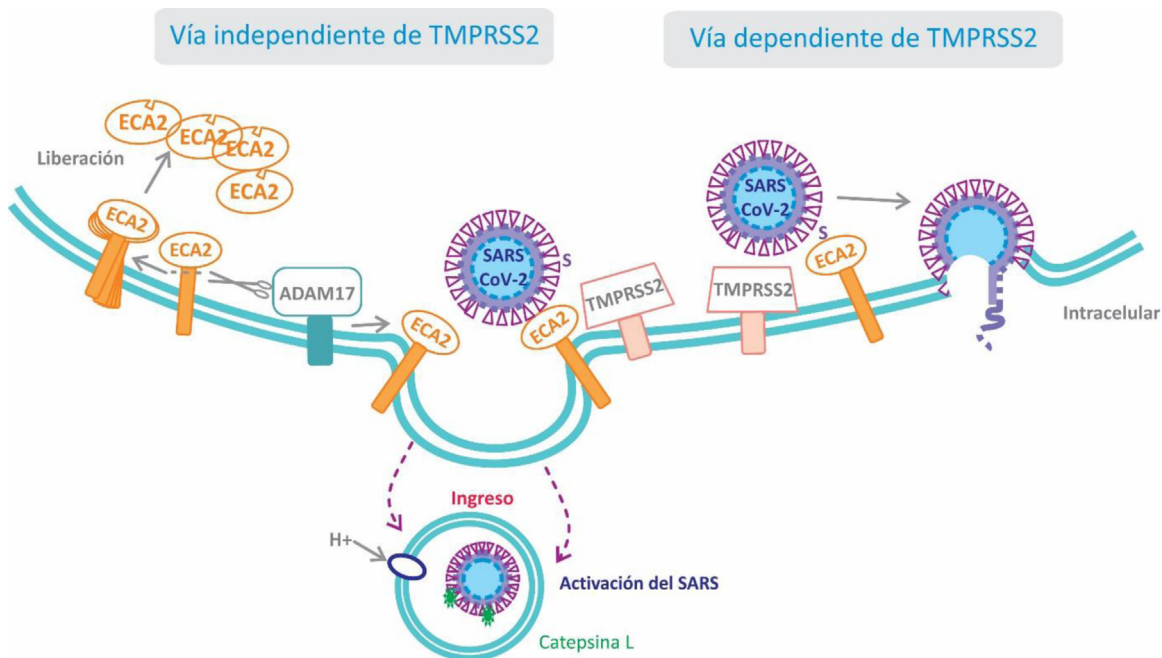 Vía independiente de TMPRSS2
Vía dependiente de TMPRSS2
ECA2
ECA2
ECA2
ECA2
Liberación
ECA2
ECA2
ADAM17
ECA2
SARS
CoV-2
S
ECA2
TMPRSS2
TMPRSS2
SARS
CoV-2
S
ECA2
Intracelular
Ingreso
H+
Activación del SARS
Catepsina L